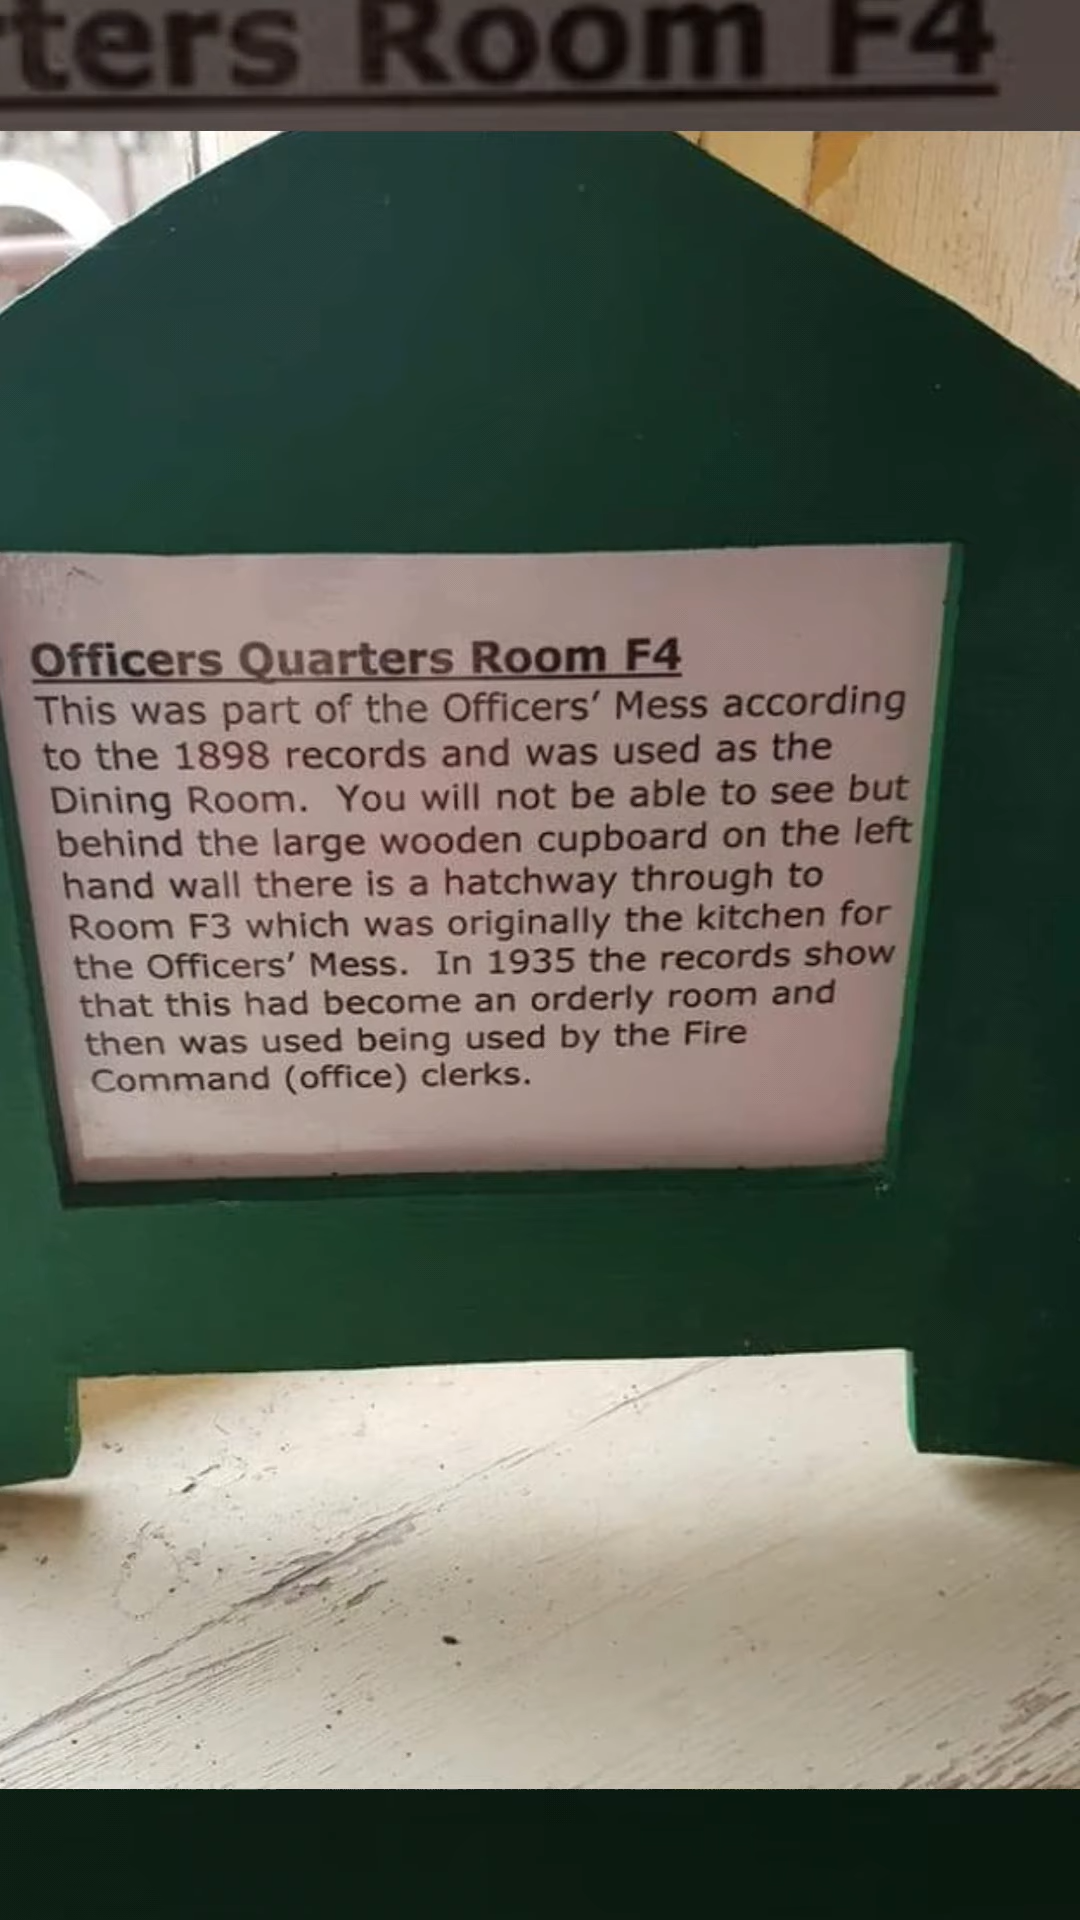 ters Room F4
Officers Quarters Room F4
This was part of the Officers’ Mess according
to the 1898 records and was used as the
Dining Room.  You will not be able to see but
behind the large wooden cupboard on the left
hand wall there is a hatchway through to
Room F3 which was originally the kitchen for
the Officers’ Mess.  In 1935 the records show
that this had become an orderly room and
then was used being used by the Fire
Command (office) clerks.